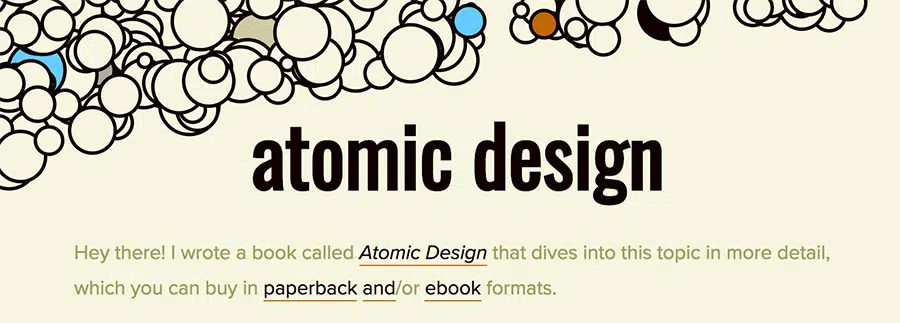 atomic design
Hey there! I wrote a book called Atomic Design that dives into this topic in more detail,
which you can buy in paperback and/or ebook formats.